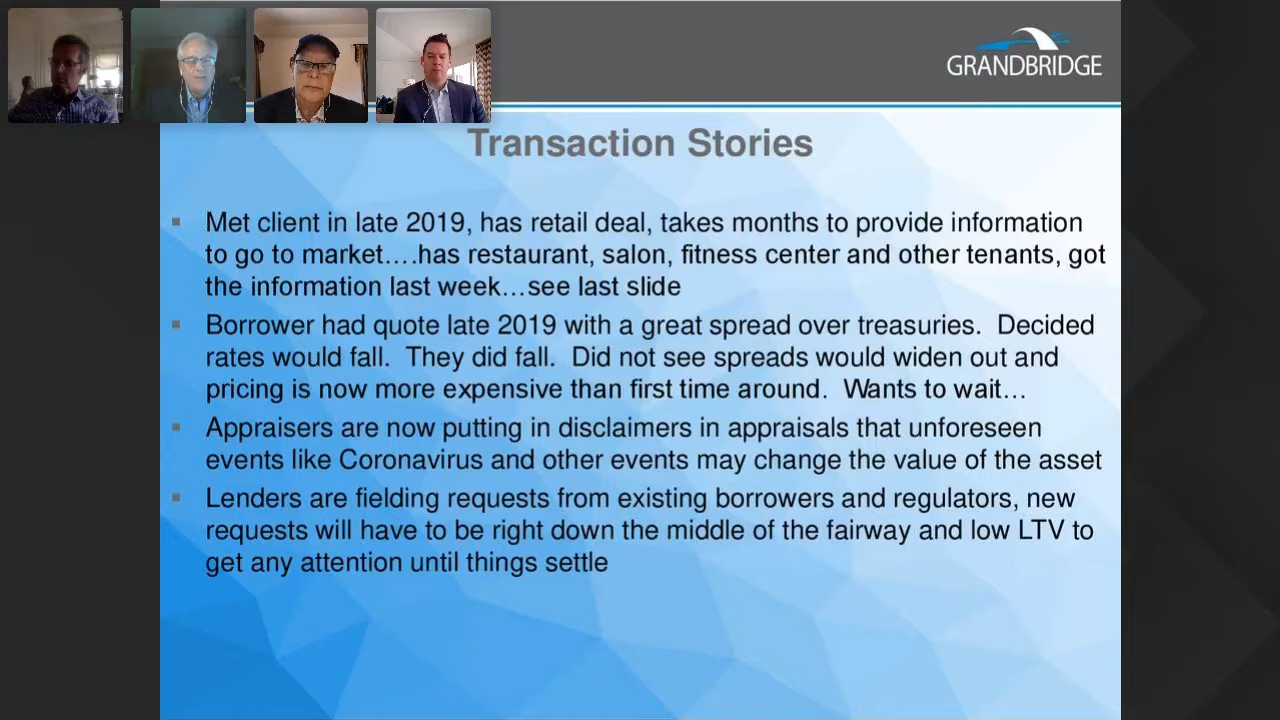 GRANDBRIDGE
Transaction Stories
▪ Met client in late 2019, has retail deal, takes months to provide information
to go to market….has restaurant, salon, fitness center and other tenants, got
the information last week…see last slide
▪ Borrower had quote late 2019 with a great spread over treasuries.  Decided
rates would fall.  They did fall.  Did not see spreads would widen out and
pricing is now more expensive than first time around.  Wants to wait…
▪ Appraisers are now putting in disclaimers in appraisals that unforeseen
events like Coronavirus and other events may change the value of the asset
▪ Lenders are fielding requests from existing borrowers and regulators, new
requests will have to be right down the middle of the fairway and low LTV to
get any attention until things settle